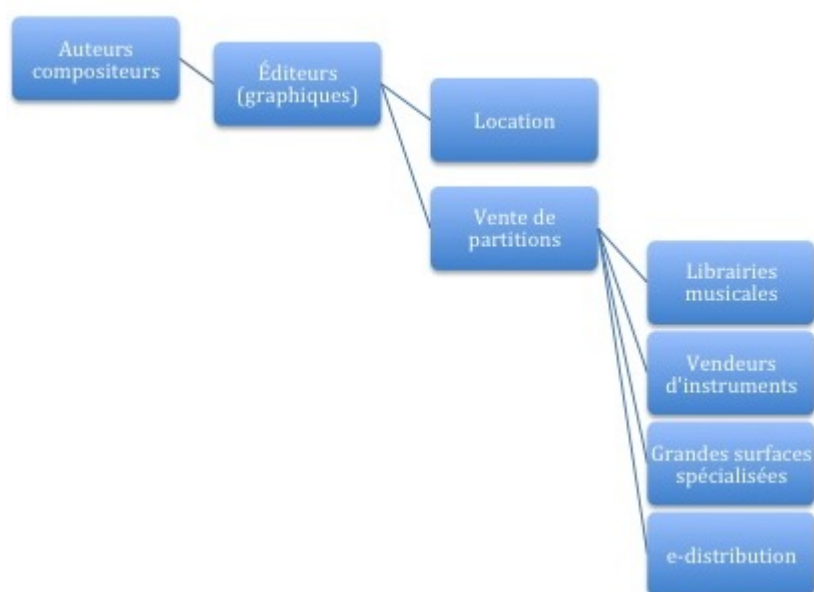 Auteurs
compositeurs
Éditeurs
(graphiques)
Location
Vente de
partitions
Librairies
musicales
Vendeurs
d'instruments
Grandes surfaces
spécialisées
e-distribution